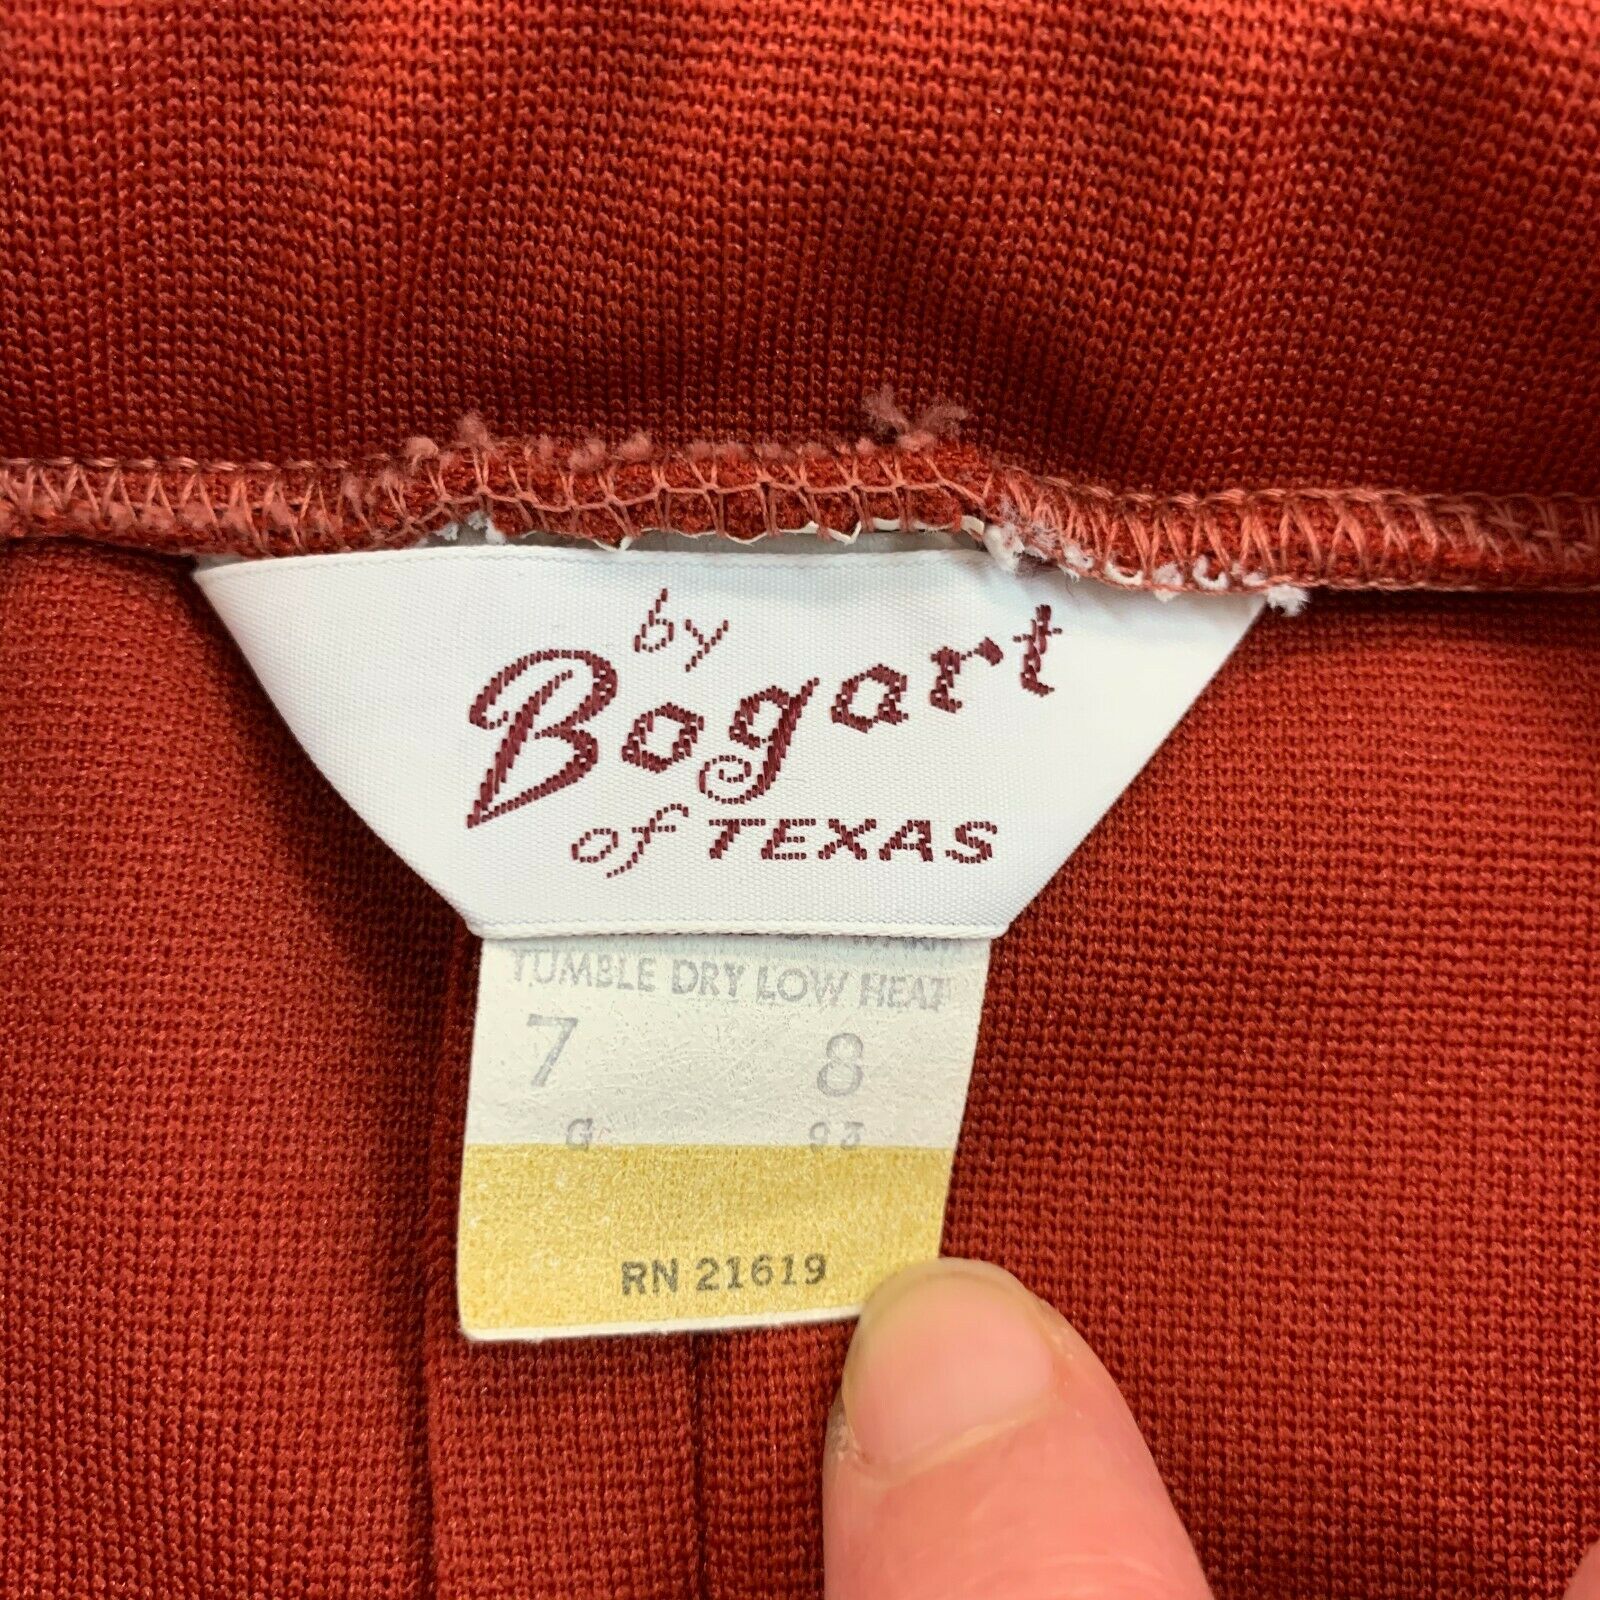 by
Bogart
of TEXAS
TUMBLE DRY LOW HEAT
7 8
RN 21619